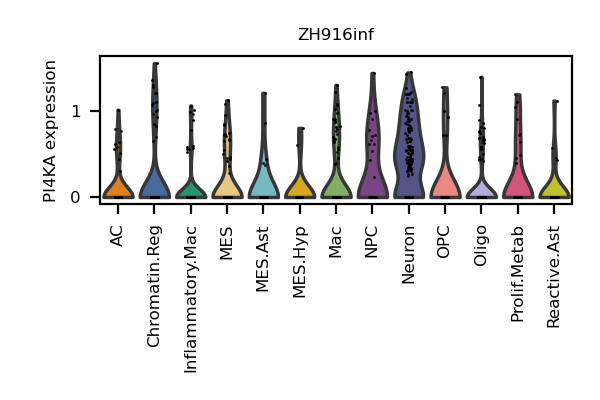 ZH916inf
PI4KA expression
1
0
AC
Chromatin.Reg
Inflammatory.Mac
MES
MES.Ast
MES.Hyp
Mac
NPC
Neuron
OPC
Oligo
Prolif.Metab
Reactive.Ast